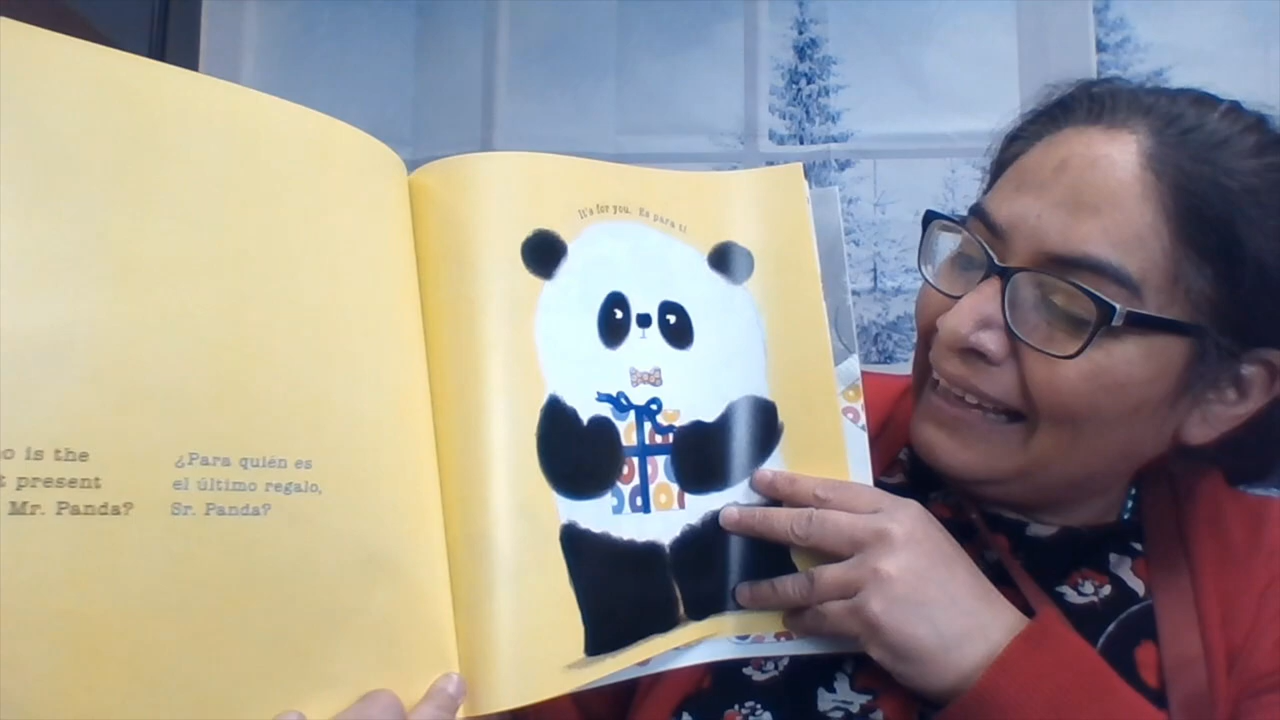 is the
present
Mr. Panda?
¿Para quién es
el último regalo,
Sr. Panda?
It's for you. Es para ti